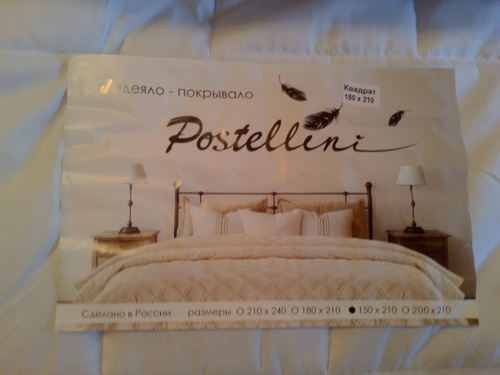 одеяло - покрывало
Квадрат
150 x 210
Postellini
Сделано в России размеры О 210 x 240 О 180 x 210 ● 150 x 210 О 200 x 210